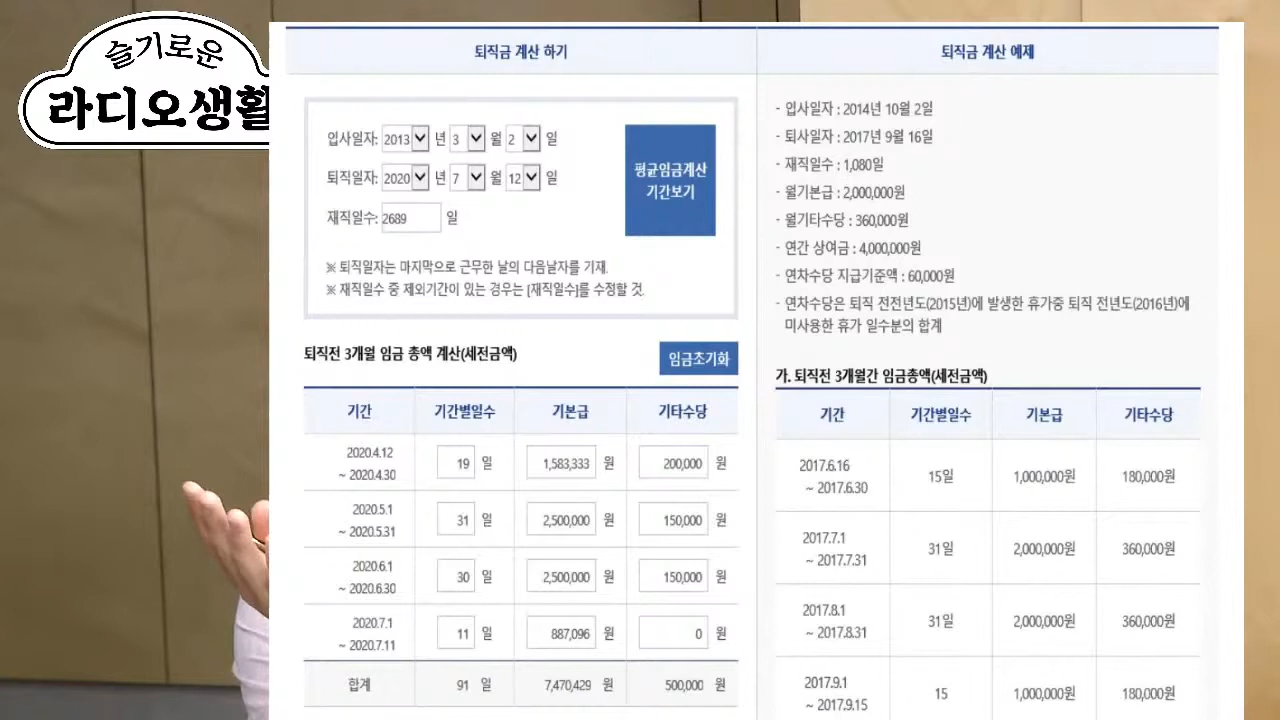 슬기로운
라디오생활
퇴직금 계산 하기
입사일자: 2013 년 3 월 2 일
퇴직일자: 2020 년 7 월 12 일
재직일수: 2689 일
평균임금계산
기간보기
※ 퇴직일자는 마지막으로 근무한 날의 다음날자를 기재.
※ 재직일수 중 제외기간이 있는 경우는 [재직일수]를 수정할 것.
퇴직전 3개월 임금 총액 계산(세전금액)
임금초기화
기간 기간별일수 기본급 기타수당
2020.4.12
~ 2020.4.30
19 일 1,583,333 원 200,000 원
2020.5.1
~ 2020.5.31
31 일 2,500,000 원 150,000 원
2020.6.1
~ 2020.6.30
30 일 2,500,000 원 150,000 원
2020.7.1
~ 2020.7.11
11 일 887,096 원 0 원
합계 91 일 7,470,429 원 500,000 원
퇴직금 계산 예제
- 입사일자 : 2014년 10월 2일
- 퇴사일자 : 2017년 9월 16일
- 재직일수 : 1,080일
- 월기본급 : 2,000,000원
- 월기타수당 : 360,000원
- 연간 상여금 : 4,000,000원
- 연차수당 지급기준액 : 60,000원
- 연차수당은 퇴직 전전년도(2015년)에 발생한 휴가중 퇴직 전년도(2016년)에
미사용한 휴가 일수분의 합계
가. 퇴직전 3개월간 임금총액(세전금액)
기간 기간별일수 기본급 기타수당
2017.6.16
~ 2017.6.30
15일 1,000,000원 180,000원
2017.7.1
~ 2017.7.31
31일 2,000,000원 360,000원
2017.8.1
~ 2017.8.31
31일 2,000,000원 360,000원
2017.9.1
~ 2017.9.15
15 1,000,000원 180,000원